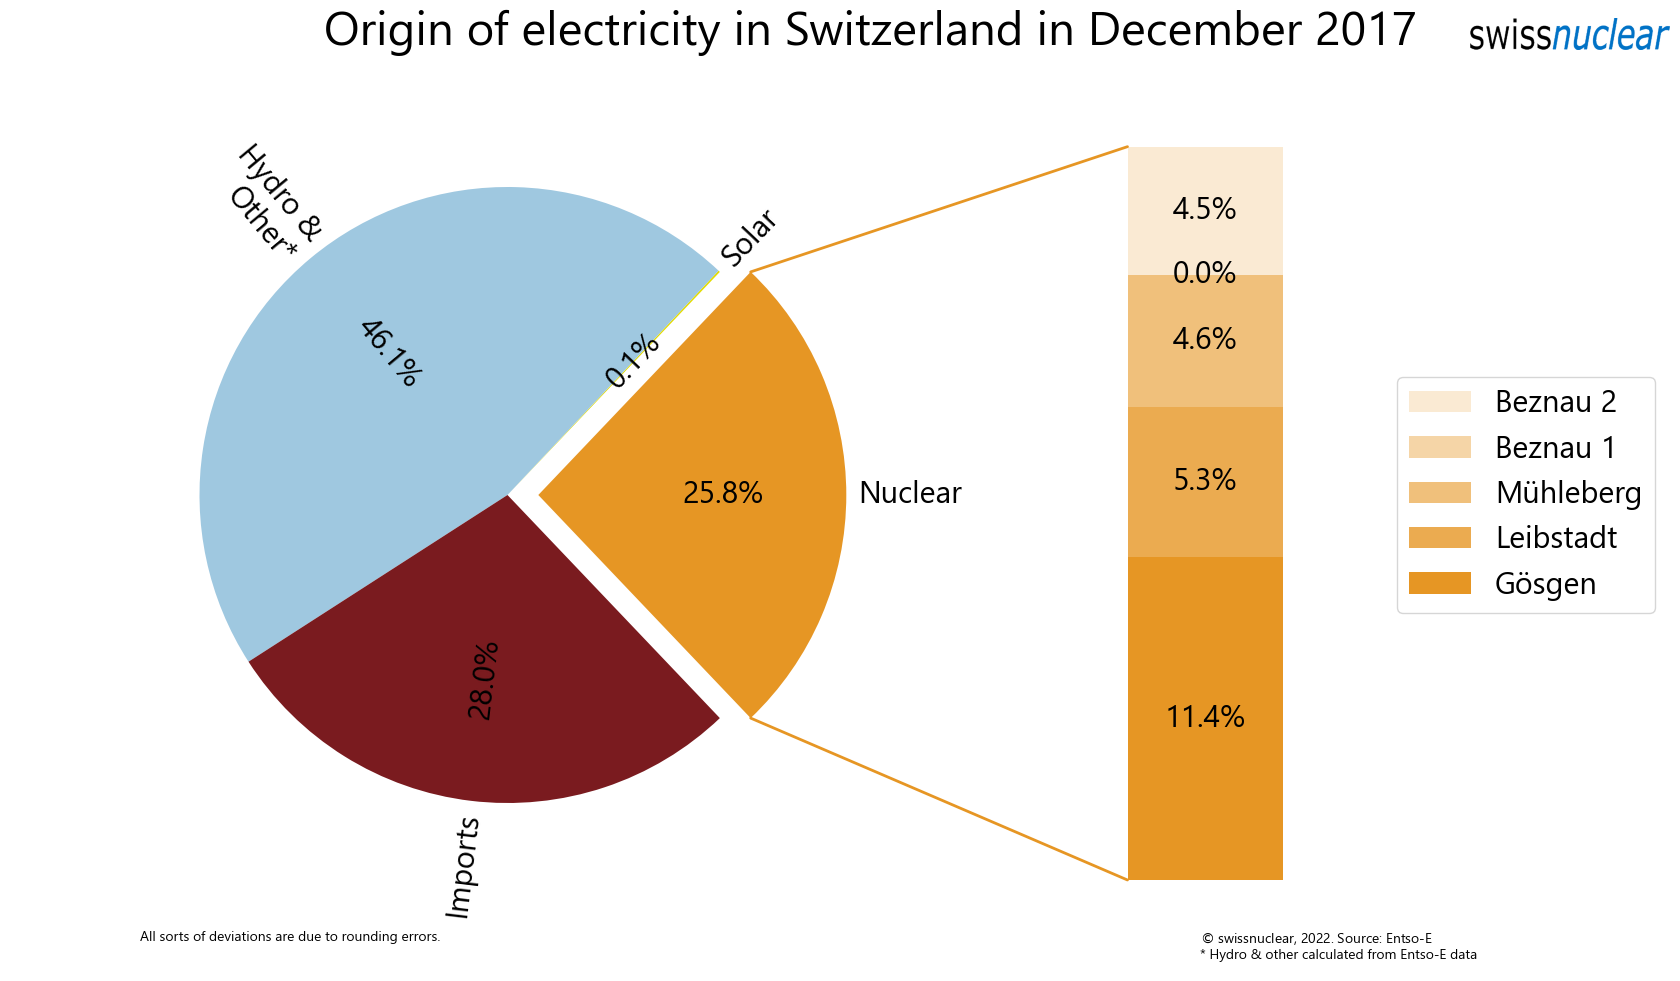 Origin of electricity in Switzerland in December 2017
swissnuclear
Hydro &
Other*
Solar
46.1%
0.1%
25.8%
Nuclear
28.0%
Imports
4.5%
0.0%
4.6%
5.3%
11.4%
Beznau 2
Beznau 1
Mühleberg
Leibstadt
Gösgen
All sorts of deviations are due to rounding errors.
© swissnuclear, 2022. Source: Entso-E
* Hydro & other calculated from Entso-E data